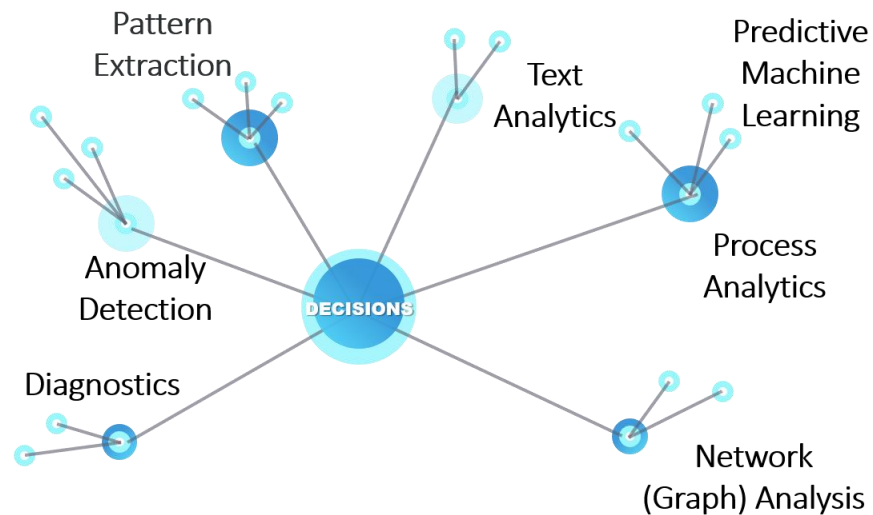 Pattern
Extraction
Text
Analytics
Predictive
Machine
Learning
Anomaly
Detection
DECISIONS
Process
Analytics
Diagnostics
Network
(Graph) Analysis